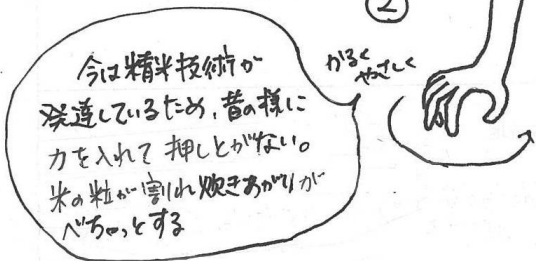 ②
かるく
やさしく
今は精米技術が
発達しているため、昔の様に
力を入れて押しとがない。
米の粒が割れ炊きあがりが
べちゃっとする